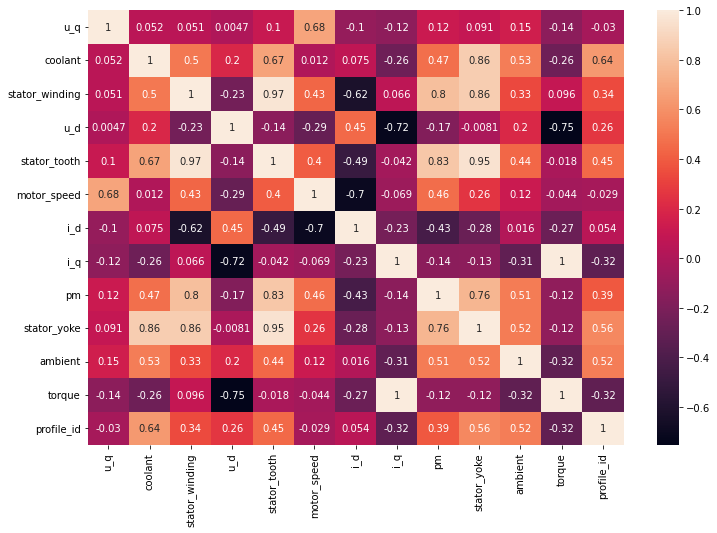 u_q 1 0.052 0.051 0.0047 0.1 0.68 -0.1 -0.12 0.12 0.091 0.15 -0.14 -0.03
coolant 0.052 1 0.5 0.2 0.67 0.012 0.075 -0.26 0.47 0.86 0.53 -0.26 0.64
stator_winding 0.051 0.5 1 -0.23 0.97 0.43 -0.62 0.066 0.8 0.86 0.33 0.096 0.34
u_d 0.0047 0.2 -0.23 1 -0.14 -0.29 0.45 -0.72 -0.17 -0.0081 0.2 -0.75 0.26
stator_tooth 0.1 0.67 0.97 -0.14 1 0.4 -0.49 -0.042 0.83 0.95 0.44 -0.018 0.45
motor_speed 0.68 0.012 0.43 -0.29 0.4 1 -0.7 -0.069 0.46 0.26 0.12 -0.044 -0.029
i_d -0.1 0.075 -0.62 0.45 -0.49 -0.7 1 -0.23 -0.43 -0.28 0.016 -0.27 0.054
i_q -0.12 -0.26 0.066 -0.72 -0.042 -0.069 -0.23 1 -0.14 -0.13 -0.31 1 -0.32
pm 0.12 0.47 0.8 -0.17 0.83 0.46 -0.43 -0.14 1 0.76 0.51 -0.12 0.39
stator_yoke 0.091 0.86 0.86 -0.0081 0.95 0.26 -0.28 -0.13 0.76 1 0.52 -0.12 0.56
ambient 0.15 0.53 0.33 0.2 0.44 0.12 0.016 -0.31 0.51 0.52 1 -0.32 0.52
torque -0.14 -0.26 0.096 -0.75 -0.018 -0.044 -0.27 1 -0.12 -0.12 -0.32 1 -0.32
profile_id -0.03 0.64 0.34 0.26 0.45 -0.029 0.054 -0.32 0.39 0.56 0.52 -0.32 1
u_q coolant stator_winding u_d stator_tooth motor_speed i_d i_q pm stator_yoke ambient torque profile_id
1.0
0.8
0.6
0.4
0.2
0.0
-0.2
-0.4
-0.6